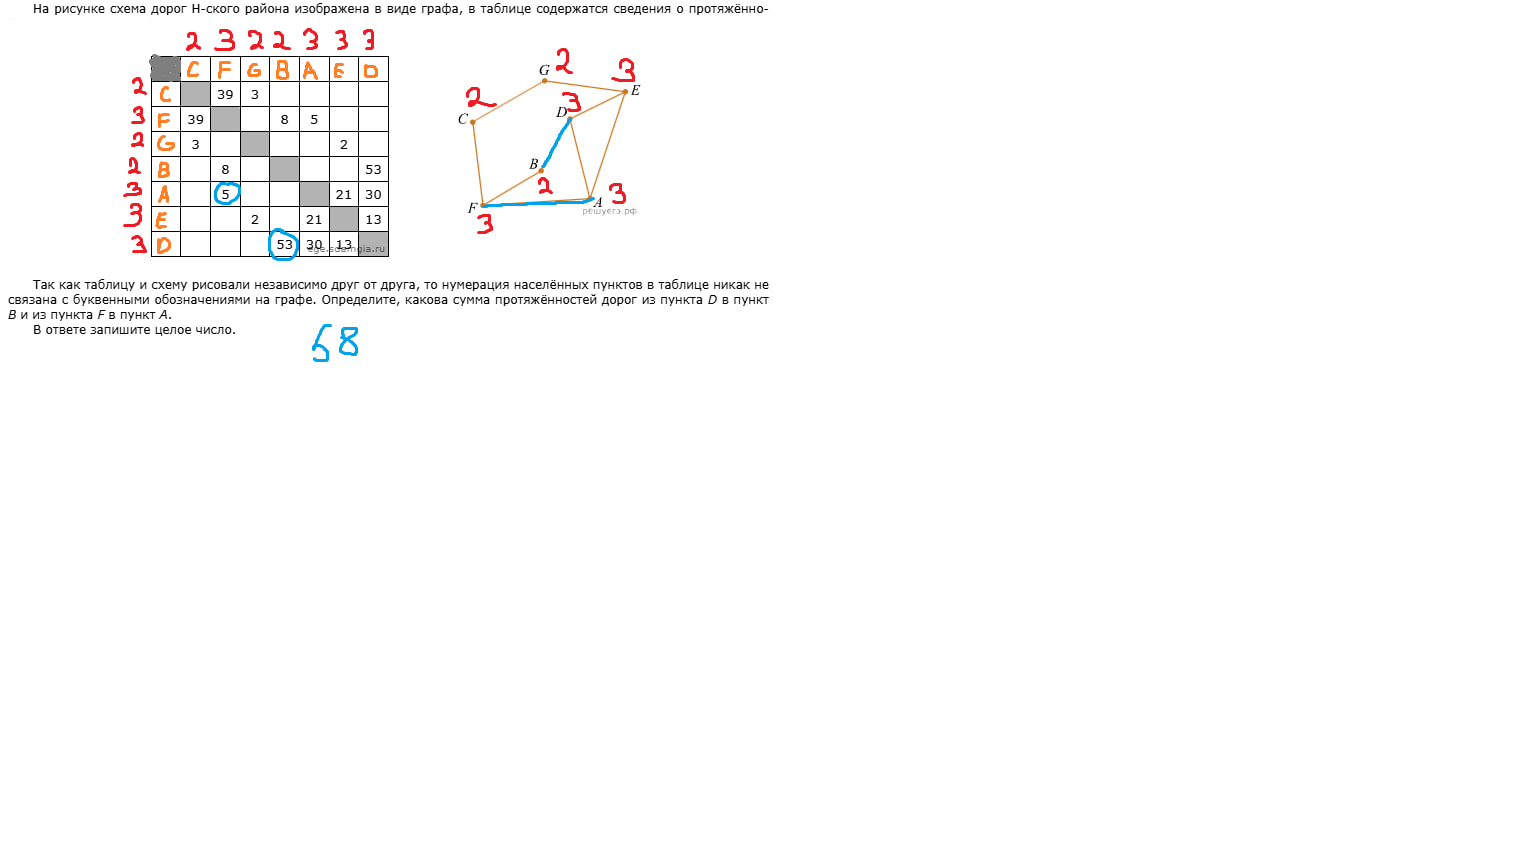 На рисунке схема дорог Н-ского района изображена в виде графа, в таблице содержатся сведения о протяжённо-
2 3 2 2 3 3 3
C F G B A E D
2 C 39 3
3 F 39 8 5
2 G 3 2
2 B 8 53
3 A 5 21 30
3 E 2 21 13
3 D 53 30 13
ege.sdamgia.ru
G 2
3
E
2
C
D 3
B
2
3
A
F
3
решуегэ.рф
Так как таблицу и схему рисовали независимо друг от друга, то нумерация населённых пунктов в таблице никак не
связана с буквенными обозначениями на графе. Определите, какова сумма протяжённостей дорог из пункта D в пункт
B и из пункта F в пункт A.
В ответе запишите целое число.
58